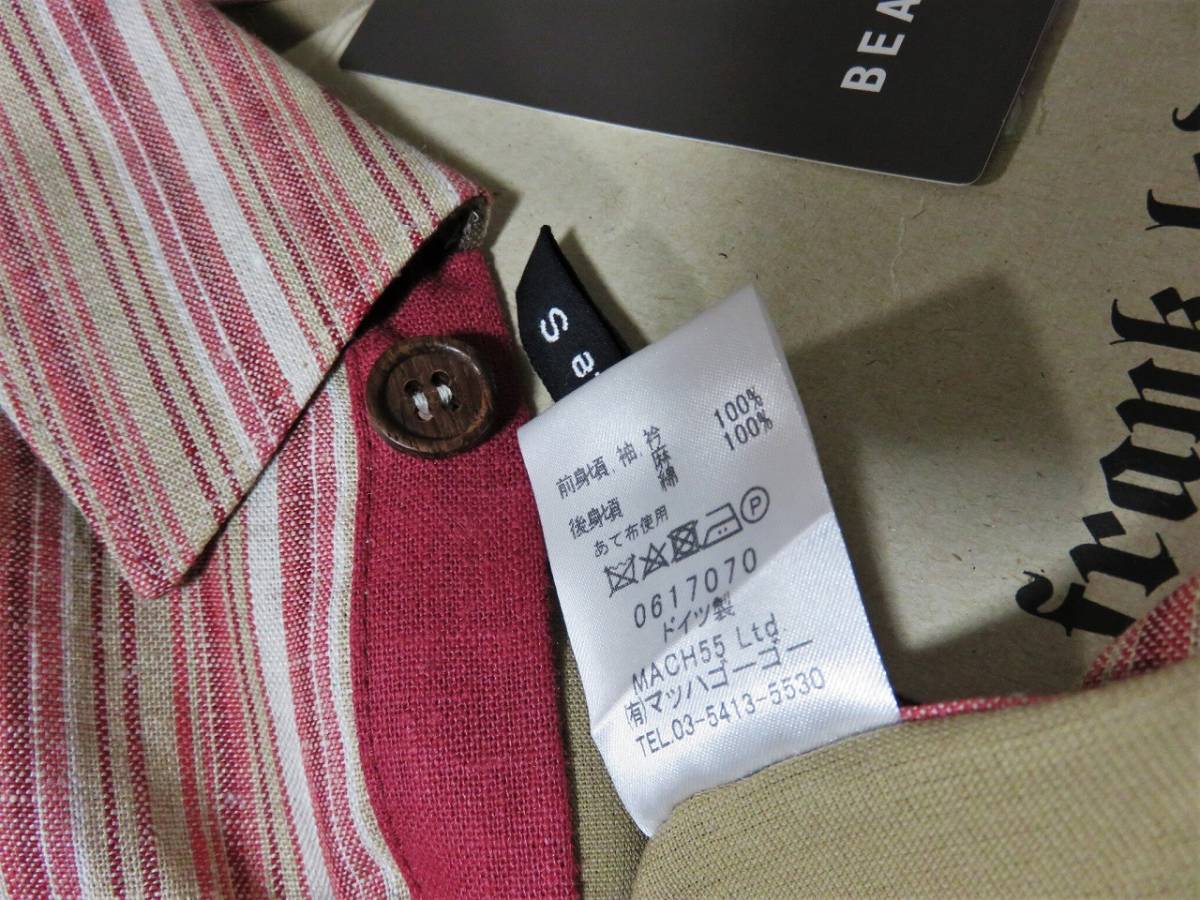 BEA
frank le
S a
前身頃、袖、衿
麻 100%
後身頃 綿 100%
あて布使用
P
0617070
ドイツ製
MACH55 Ltd.
㈲マッハゴーゴー
TEL.03-5413-5530